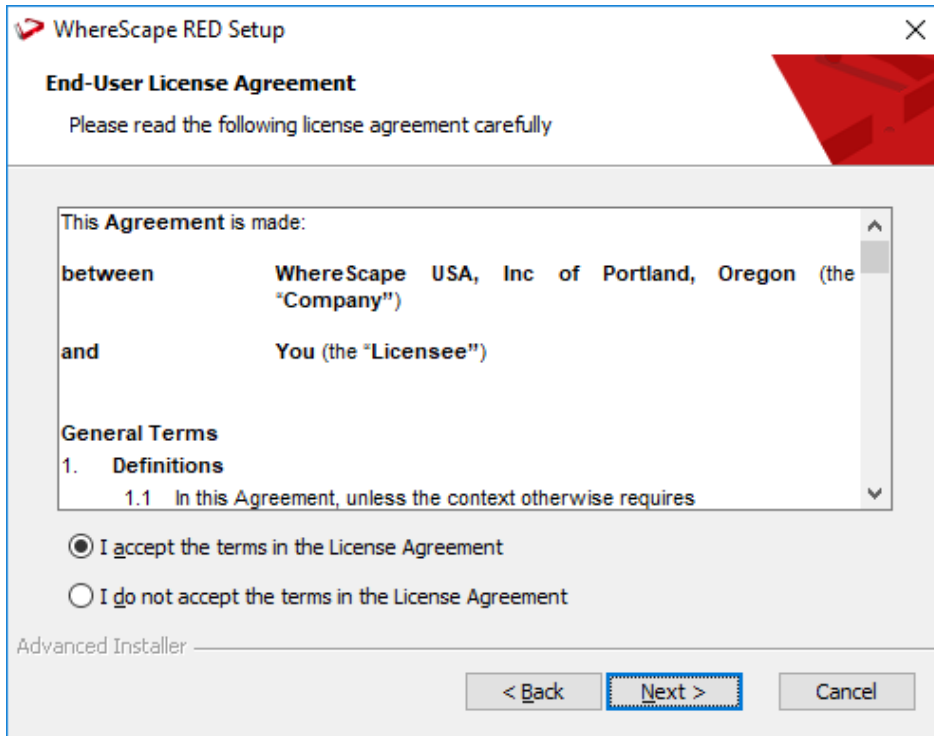 WhereScape RED Setup
End-User License Agreement
Please read the following license agreement carefully
This Agreement is made:
between WhereScape USA, Inc of Portland, Oregon (the
“Company”)
and You (the “Licensee”)
General Terms
1. Definitions
1.1 In this Agreement, unless the context otherwise requires
I accept the terms in the License Agreement
I do not accept the terms in the License Agreement
Advanced Installer
< Back Next > Cancel